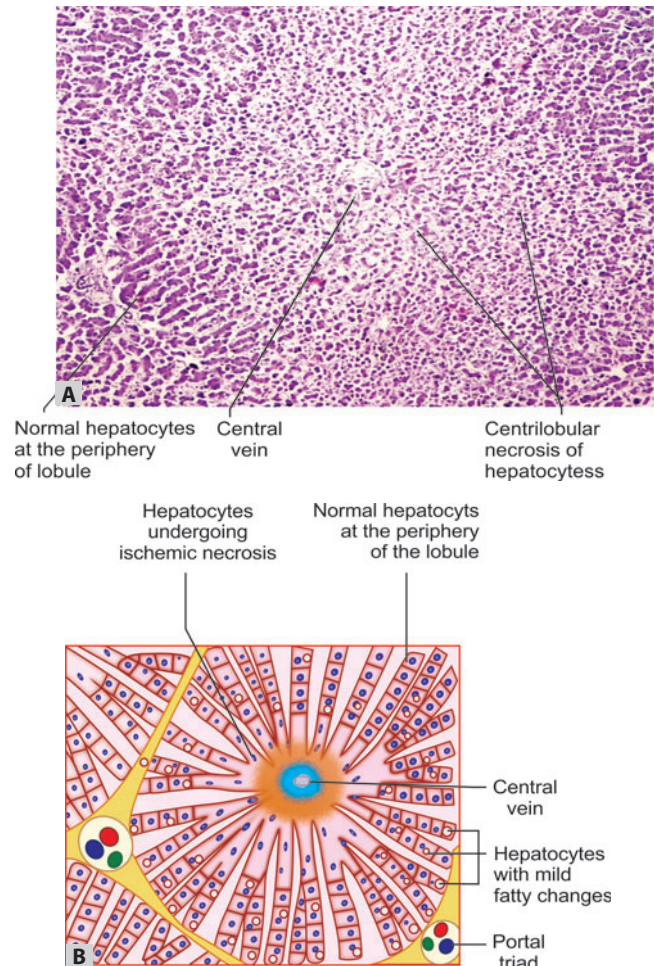 A
Normal hepatocytes
at the periphery
of lobule
Central
vein
Centrilobular
necrosis of
hepatocytess
Hepatocytes
undergoing
ischemic necrosis
Normal hepatocyts
at the periphery
of the lobule
Central
vein
Hepatocytes
with mild
fatty changes
Portal
triad
B